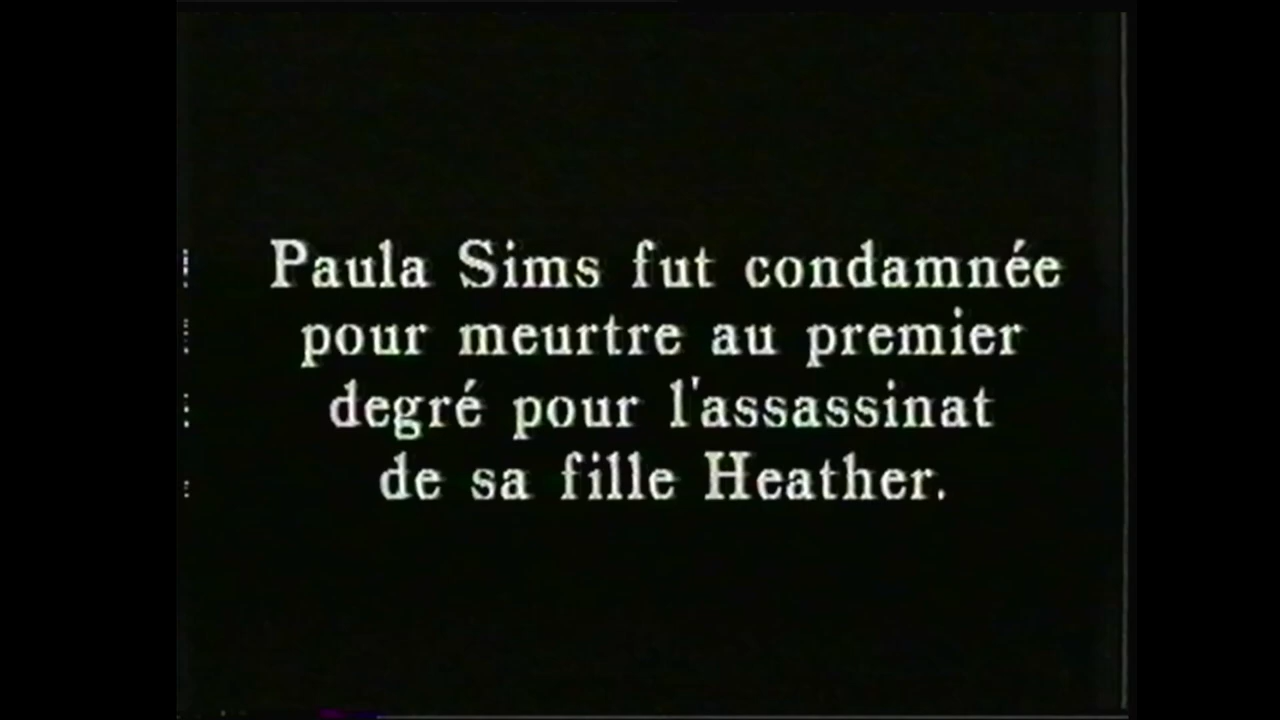 Paula Sims fut condamnée
pour meurtre au premier
degré pour l'assassinat
de sa fille Heather.